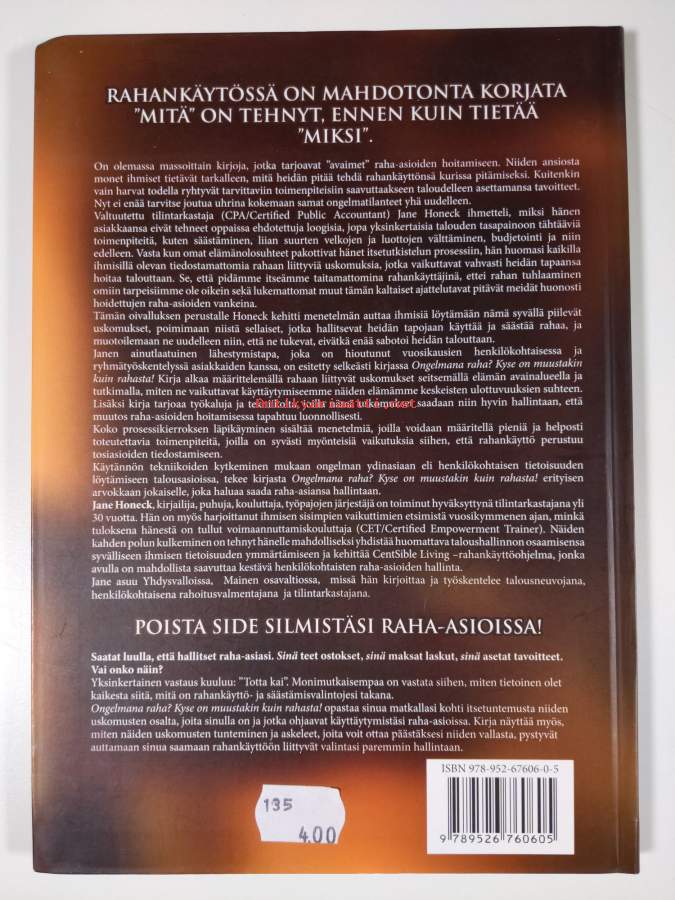 RAHANKÄYTÖSSÄ ON MAHDOTONTA KORJATA
"MITÄ" ON TEHNYT, ENNEN KUIN TIETÄÄ
"MIKSI".
On olemassa massoittain kirjoja, jotka tarjoavat "avaimet" raha-asioiden hoitamiseen. Niiden ansiosta
monet ihmiset tietävät tarkalleen, mitä heidän pitää tehdä rahankäyttönsä kurissa pitämiseksi. Kuitenkin
vain harvat todella ryhtyvät tarvittaviin toimenpiteisiin saavuttaakseen taloudelleen asettamansa tavoitteet.
Nyt ei enää tarvitse joutua uhrina kokemaan samat ongelmatilanteet yhä uudelleen.
Valtuutettu tilintarkastaja (CPA/Certified Public Accountant) Jane Honeck ihmetteli, miksi hänen
asiakkaansa eivät tehneet oppaissa ehdotettuja loogisia, jopa yksinkertaisia talouden tasapainoon tähtääviä
toimenpiteitä, kuten säästäminen, liian suurten velkojen ja luottojen välttäminen, budjetointi ja niin
edelleen. Vasta kun omat elämänolosuhteet pakottivat hänet itsetutkistelun prosessiin, hän huomasi kaikilla
ihmisillä olevan tiedostamattomia rahaan liittyviä uskomuksia, jotka vaikuttavat vahvasti heidän tapaansa
hoitaa talouttaan. Se, että pidämme itseämme taitamattomina rahankäyttäjinä, ettei rahan tuhlaaminen
omiin tarpeisiimme ole oikein sekä lukemattomat muut tämän kaltaiset ajattelutavat pitävät meidät huonosti
hoidettujen raha-asioiden vankeina.
Tämän oivalluksen perustalle Honeck kehitti menetelmän auttaa ihmisiä löytämään nämä syvällä piilevät
uskomukset, poimimaan niistä sellaiset, jotka hallitsevat heidän tapojaan käyttää ja säästää rahaa, ja
muotoilemaan ne uudelleen niin, että ne tukevat, eivätkä enää sabotoi heidän talouttaan.
Janen ainutlaatuinen lähestymistapa, joka on hioutunut vuosikausien henkilökohtaisessa ja
ryhmätyöskentelyssä asiakkaiden kanssa, on esitetty selkeästi kirjassa Ongelmana raha? Kyse on muustakin
kuin rahasta! Kirja alkaa määrittelemällä rahaan liittyvät uskomukset seitsemällä elämän avainalueella ja
tutkimalla, miten ne vaikuttavat käyttäytymiseemme näiden elämämme keskeisten ulottuvuuksien suhteen.
Lisäksi kirja tarjoaa työkaluja ja tekniikoita, joilla nämä uskomukset saadaan niin hyvin hallintaan, että
muutos raha-asioiden hoitamisessa tapahtuu luonnollisesti.
Koko prosessikierroksen läpikäyminen sisältää menetelmiä, joilla voidaan määritellä pieniä ja helposti
toteutettavia toimenpiteitä, joilla on syvästi myönteisiä vaikutuksia siihen, että rahankäyttö perustuu
tosiasioiden tiedostamiseen.
Käytännön tekniikoiden kytkeminen mukaan ongelman ydinasiaan eli henkilökohtaisen tietoisuuden
löytämiseen talousasioissa, tekee kirjasta Ongelmana raha? Kyse on muustakin kuin rahasta! erityisen
arvokkaan jokaiselle, joka haluaa saada raha-asiansa hallintaan.
Jane Honeck, kirjailija, puhuja, kouluttaja, työpajojen järjestäjä on toiminut hyväksyttynä tilintarkastajana yli
30 vuotta. Hän on myös harjoittanut ihmisen sisimpien vaikuttimien etsimistä vuosikymmenen ajan, minkä
tuloksena hänestä on tullut voimaannuttamiskouluttaja (CET/Certified Empowerment Trainer). Näiden
kahden polun kulkeminen on tehnyt hänelle mahdolliseksi yhdistää huomattava taloushallinnon osaamisensa
syvälliseen ihmisen tietoisuuden ymmärtämiseen ja kehittää CentSible Living –rahankäyttöohjelma, jonka
avulla on mahdollista saavuttaa kestävä henkilökohtaisten raha-asioiden hallinta.
Jane asuu Yhdysvalloissa, Mainen osavaltiossa, missä hän kirjoittaa ja työskentelee talousneuvojana,
henkilökohtaisena rahoitusvalmentajana ja tilintarkastajana.
POISTA SIDE SILMISTÄSI RAHA-ASIOISSA!
Saatat luulla, että hallitset raha-asiasi. Sinä teet ostokset, sinä maksat laskut, sinä asetat tavoitteet.
Vai onko näin?
Yksinkertainen vastaus kuuluu: "Totta kai". Monimutkaisempaa on vastata siihen, miten tietoinen olet
kaikesta siitä, mitä on rahankäyttö- ja säästämisvalintojesi takana.
Ongelmana raha? Kyse on muustakin kuin rahasta! opastaa sinua matkallasi kohti itsetuntemusta niiden
uskomusten osalta, joita sinulla on ja jotka ohjaavat käyttäytymistäsi raha-asioissa. Kirja näyttää myös,
miten näiden uskomusten tunteminen ja askeleet, joita voit ottaa päästäksesi niiden vallasta, pystyvät
auttamaan sinua saamaan rahankäyttöön liittyvät valintasi paremmin hallintaan.
ISBN 978-952-67606-0-5
9 789526 760605
135
4.00